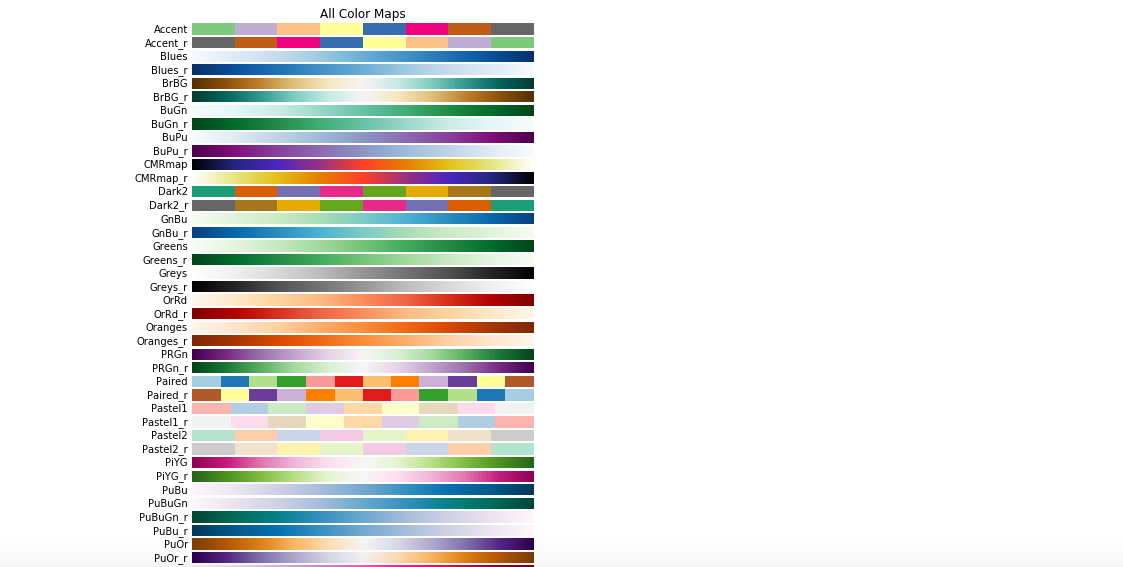 All Color Maps
Accent
Accent_r
Blues
Blues_r
BrBG
BrBG_r
BuGn
BuGn_r
BuPu
BuPu_r
CMRmap
CMRmap_r
Dark2
Dark2_r
GnBu
GnBu_r
Greens
Greens_r
Greys
Greys_r
OrRd
OrRd_r
Oranges
Oranges_r
PRGn
PRGn_r
Paired
Paired_r
Pastel1
Pastel1_r
Pastel2
Pastel2_r
PiYG
PiYG_r
PuBu
PuBuGn
PuBuGn_r
PuBu_r
PuOr
PuOr_r